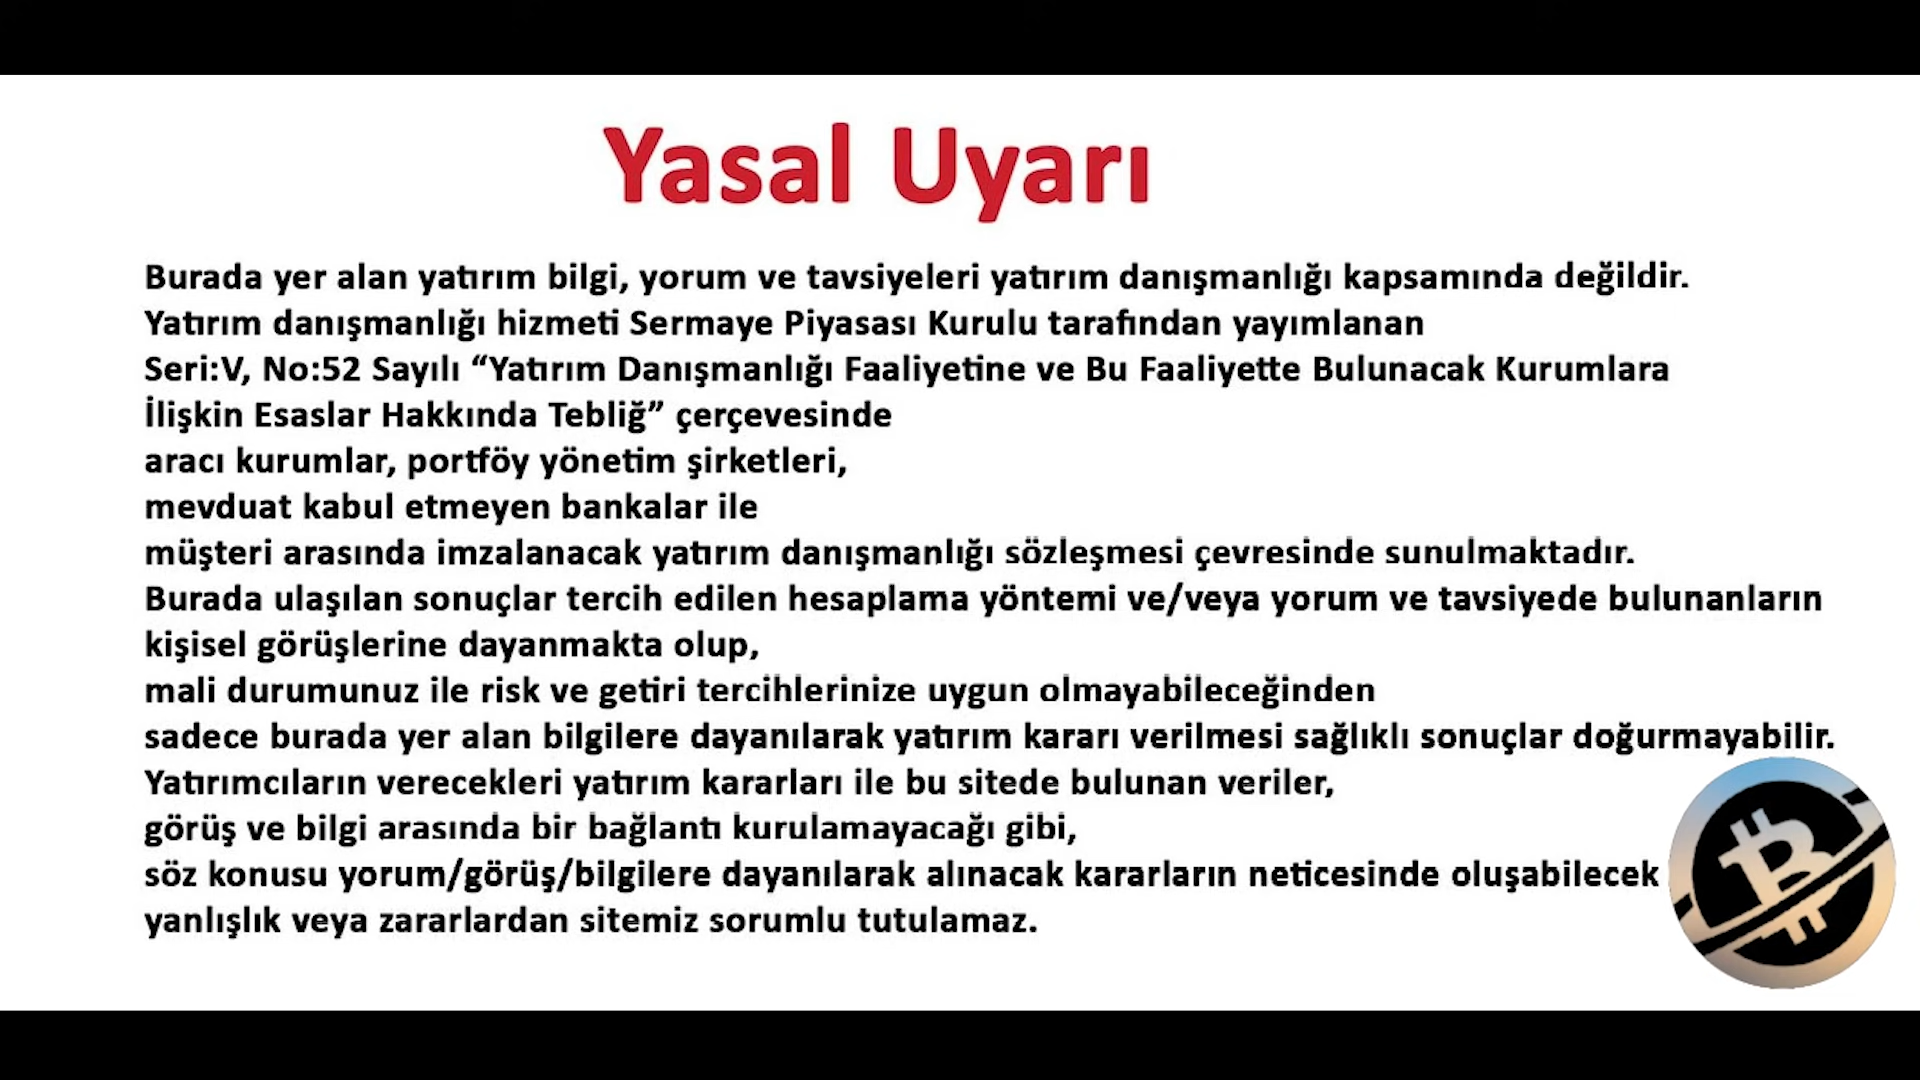 Yasal Uyarı
Burada yer alan yatırım bilgi, yorum ve tavsiyeleri yatırım danışmanlığı kapsamında değildir.
Yatırım danışmanlığı hizmeti Sermaye Piyasası Kurulu tarafından yayımlanan
Seri:V, No:52 Sayılı “Yatırım Danışmanlığı Faaliyetine ve Bu Faaliyette Bulunacak Kurumlara
İlişkin Esaslar Hakkında Tebliğ” çerçevesinde
aracı kurumlar, portföy yönetim şirketleri,
mevduat kabul etmeyen bankalar ile
müşteri arasında imzalanacak yatırım danışmanlığı sözleşmesi çevresinde sunulmaktadır.
Burada ulaşılan sonuçlar tercih edilen hesaplama yöntemi ve/veya yorum ve tavsiyede bulunanların
kişisel görüşlerine dayanmakta olup,
mali durumunuz ile risk ve getiri tercihlerinize uygun olmayabileceğinden
sadece burada yer alan bilgilere dayanılarak yatırım kararı verilmesi sağlıklı sonuçlar doğurmayabilir.
Yatırımcıların verecekleri yatırım kararları ile bu sitede bulunan veriler,
görüş ve bilgi arasında bir bağlantı kurulamayacağı gibi,
söz konusu yorum/görüş/bilgilere dayanılarak alınacak kararların neticesinde oluşabilecek
yanlışlık veya zararlardan sitemiz sorumlu tutulamaz.